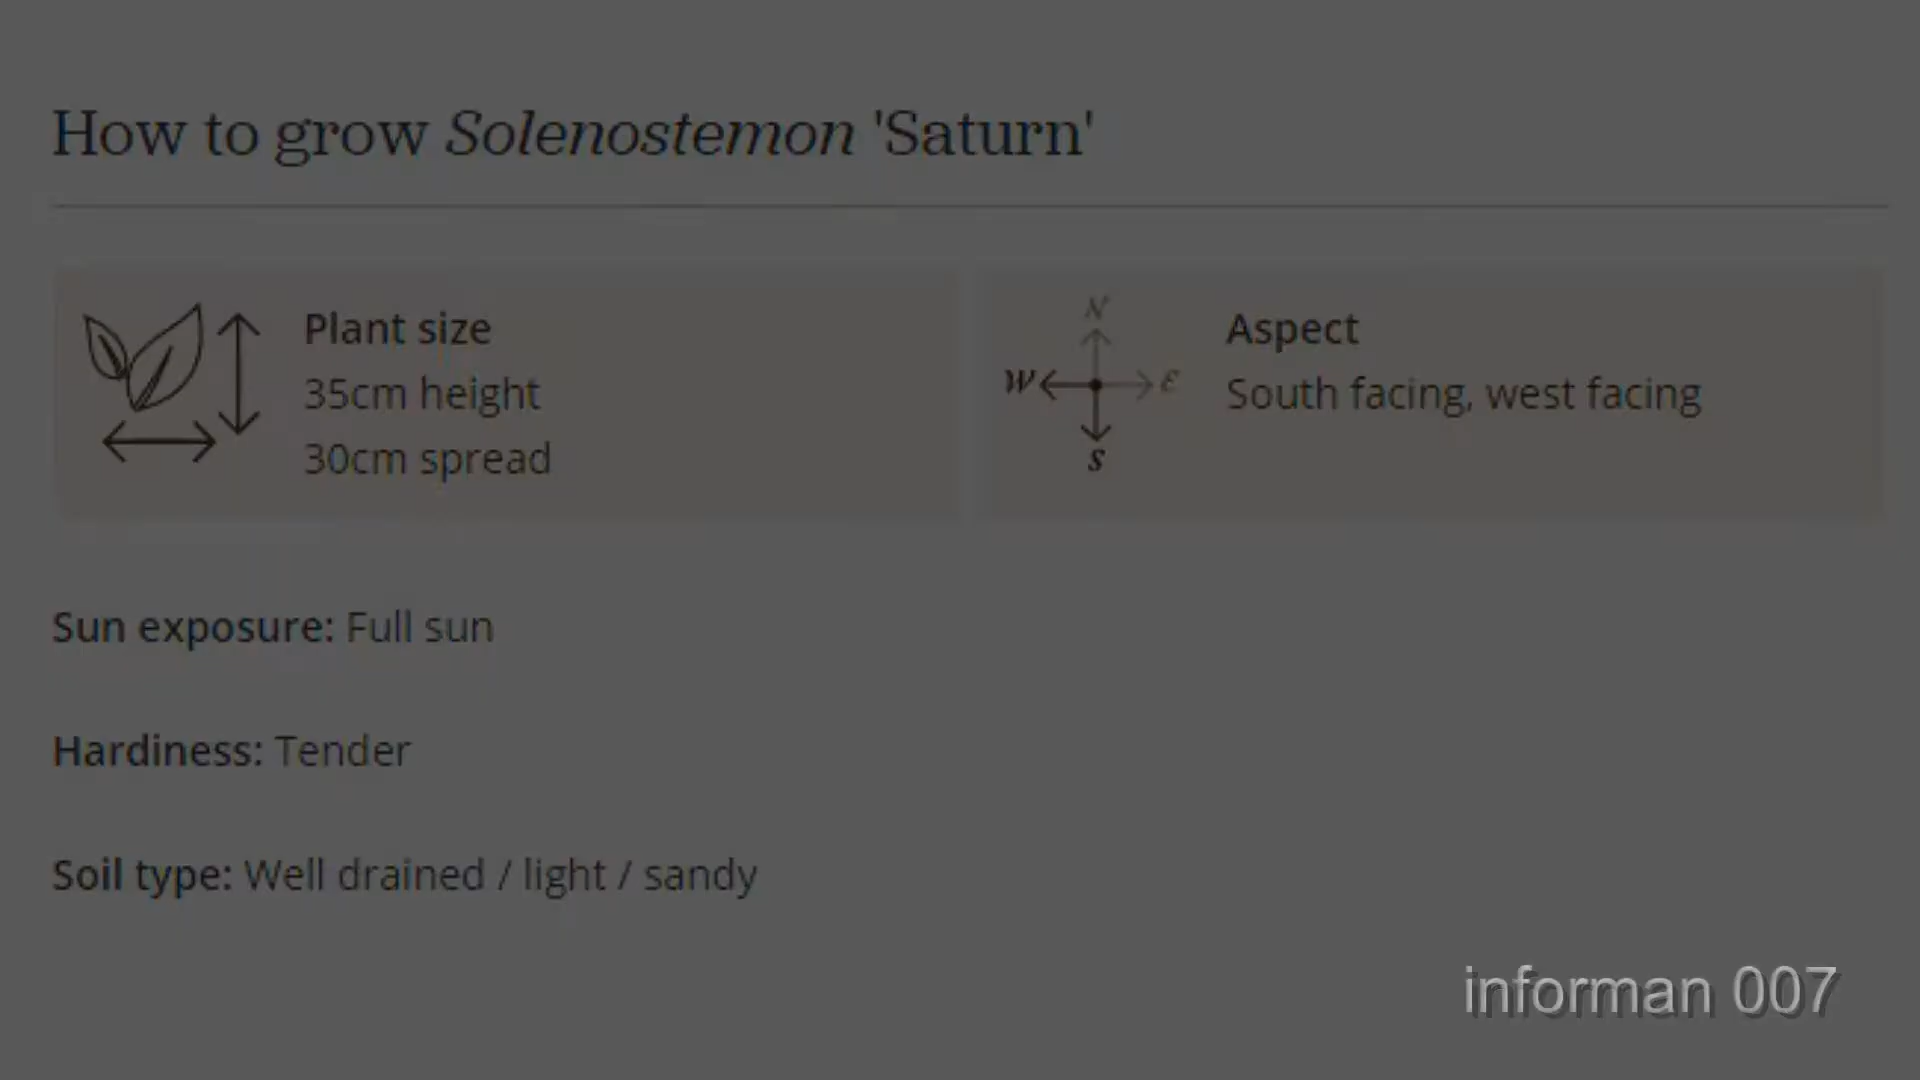 How to grow Solenostemon 'Saturn'
Plant size
35cm height
30cm spread
N
W
E
S
Aspect
South facing, west facing
Sun exposure: Full sun
Hardiness: Tender
Soil type: Well drained / light / sandy
informan 007